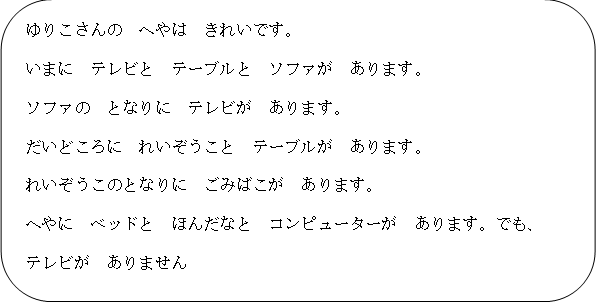 ゆりこさんの　へやは　きれいです。
いまに　テレビと　テーブルと　ソファが　あります。
ソファの　となりに　テレビが　あります。
だいどころに　れいぞうこと　テーブルが　あります。
れいぞうこのとなりに　ごみばこが　あります。
へやに　ベッドと　ほんだなと　コンピューターが　あります。でも、
テレビが　ありません